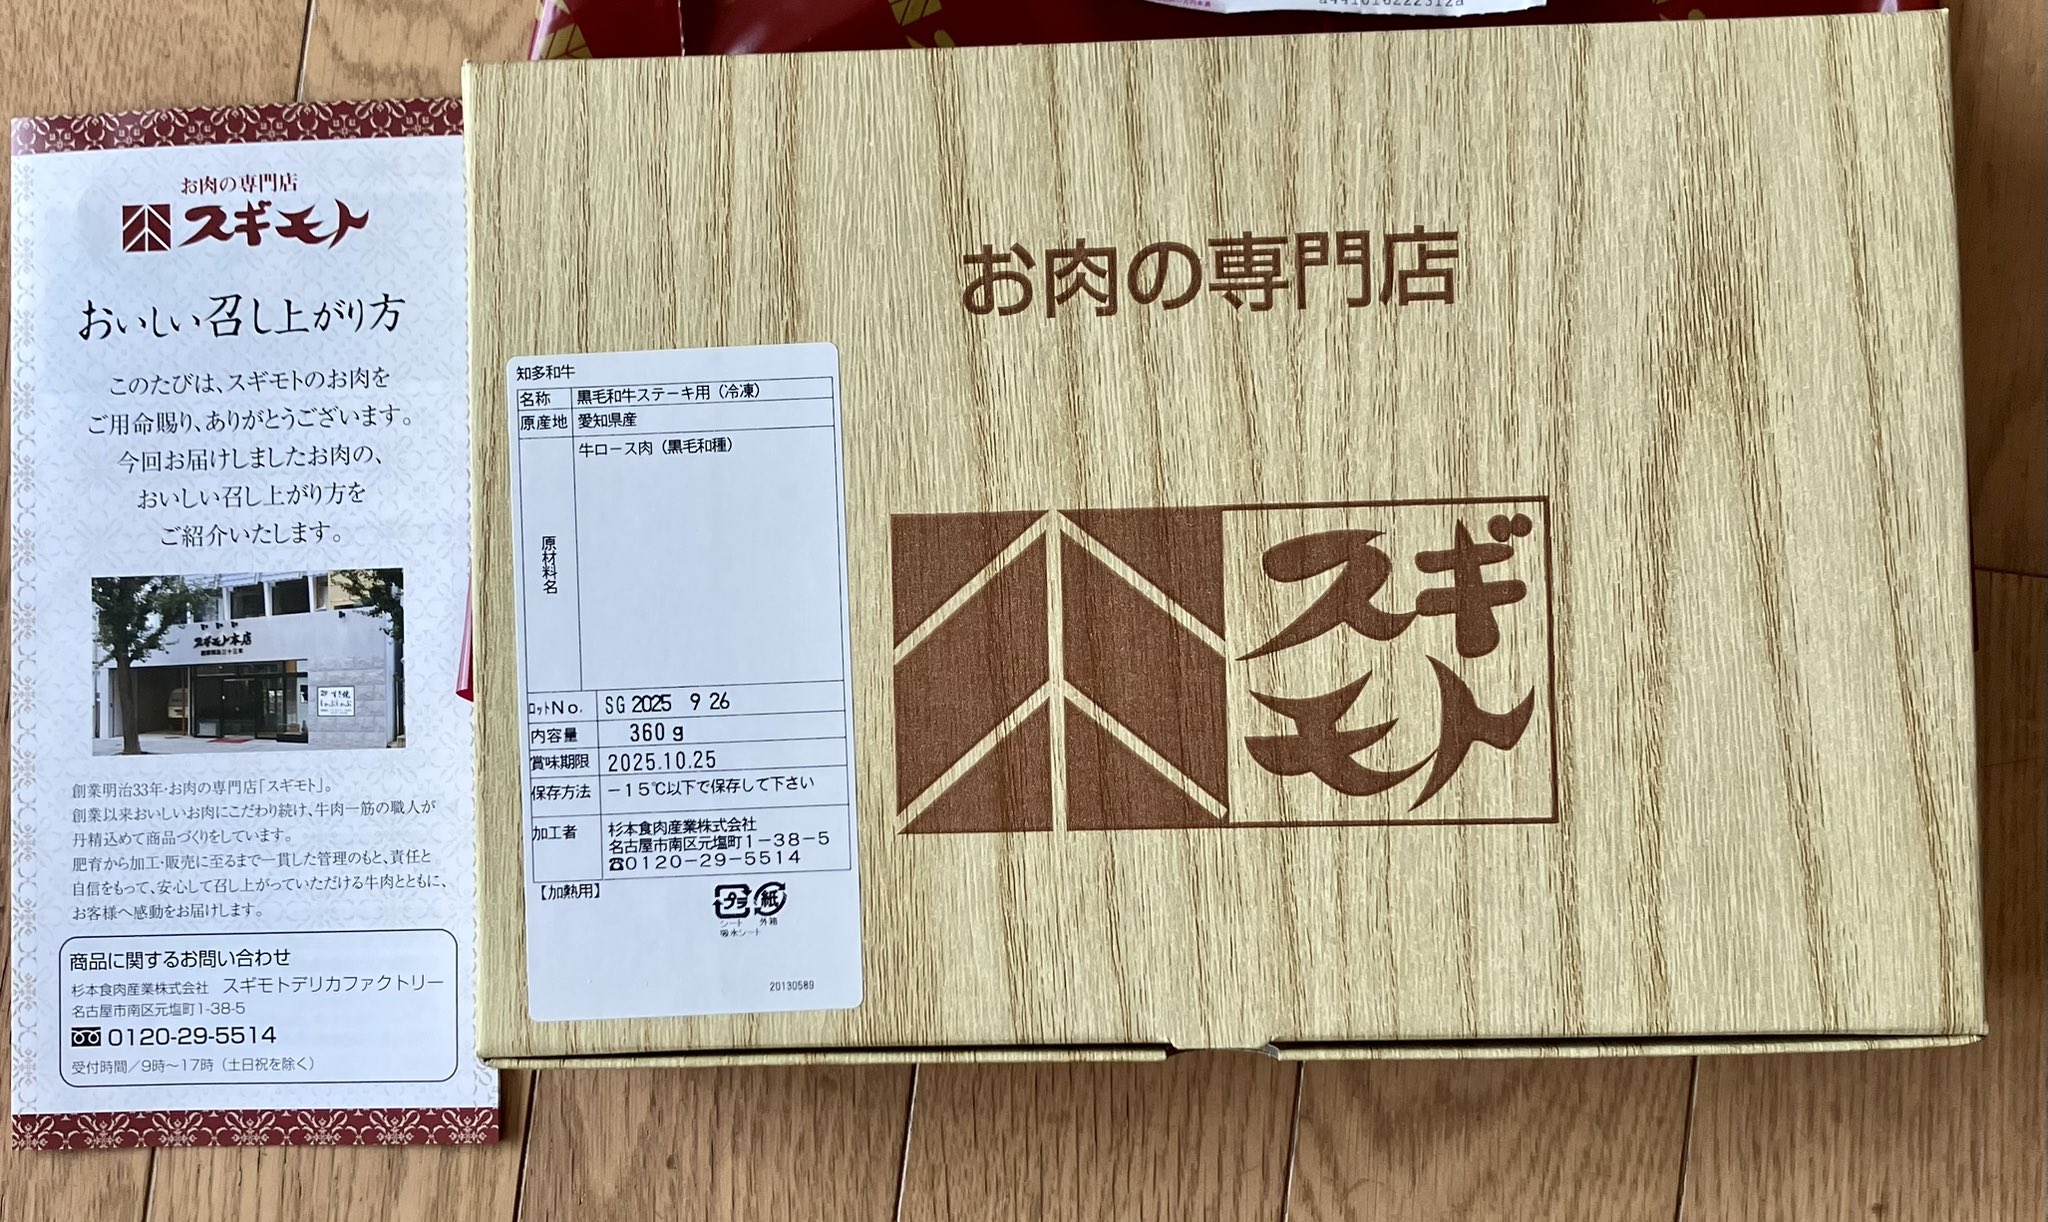 a441016222312a
お肉の専門店
スギモト
おいしい召し上がり方
このたびは、スギモトのお肉を
ご用命賜り、ありがとうございます。
今回お届けしましたお肉の、
おいしい召し上がり方を
ご紹介いたします。
スギモト本店
創業明治33年・お肉の専門店「スギモト」。
創業以来おいしいお肉にこだわり続け、牛肉一筋の職人が
丹精込めて商品づくりをしています。
肥育から加工・販売に至るまで一貫した管理のもと、責任と
自信をもって、安心して召し上がっていただける牛肉とともに、
お客様へ感動をお届けします。
商品に関するお問い合わせ
杉本食肉産業株式会社 スギモトデリカファクトリー
名古屋市南区元塩町1-38-5
0120-29-5514
受付時間／9時～17時（土日祝を除く）
お肉の専門店
スギ
モト
知多和牛
名称 黒毛和牛ステーキ用（冷凍）
原産地 愛知県産
原材料名 牛ロース肉（黒毛和種）
ロットNo. SG 2025 9 26
内容量 360g
賞味期限 2025.10.25
保存方法 －15℃以下で保存して下さい
加工者 杉本食肉産業株式会社
名古屋市南区元塩町1－38－5
☎0120－29－5514
【加熱用】
プラ 紙
シート 外箱
吸水シート
20130589